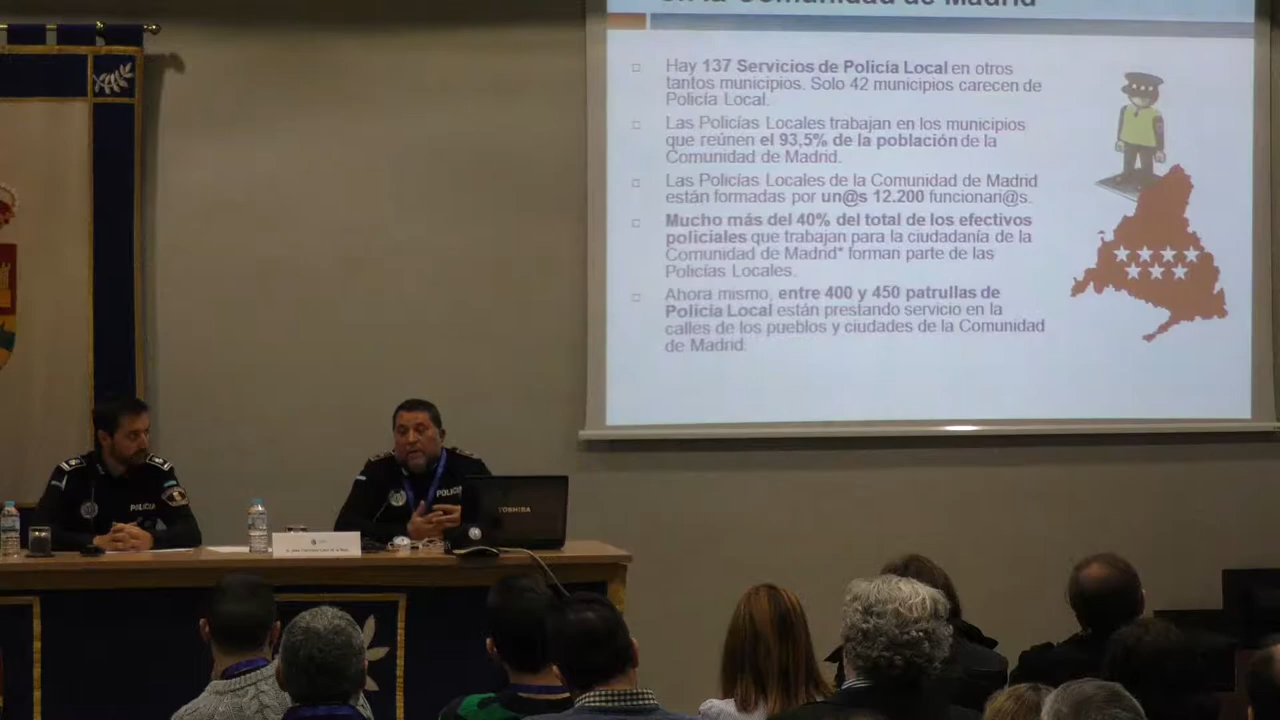 en la Comunidad de Madrid
Hay 137 Servicios de Policía Local en otros
tantos municipios. Solo 42 municipios carecen de
Policía Local.
Las Policías Locales trabajan en los municipios
que reúnen el 93,5% de la población de la
Comunidad de Madrid.
Las Policías Locales de la Comunidad de Madrid
están formadas por un@s 12.200 funcionari@s.
Mucho más del 40% del total de los efectivos
policiales que trabajan para la ciudadanía de la
Comunidad de Madrid* forman parte de las
Policías Locales.
Ahora mismo, entre 400 y 450 patrullas de
Policía Local están prestando servicio en la
calles de los pueblos y ciudades de la Comunidad
de Madrid.
POLICIA
POLICIA
TOSHIBA